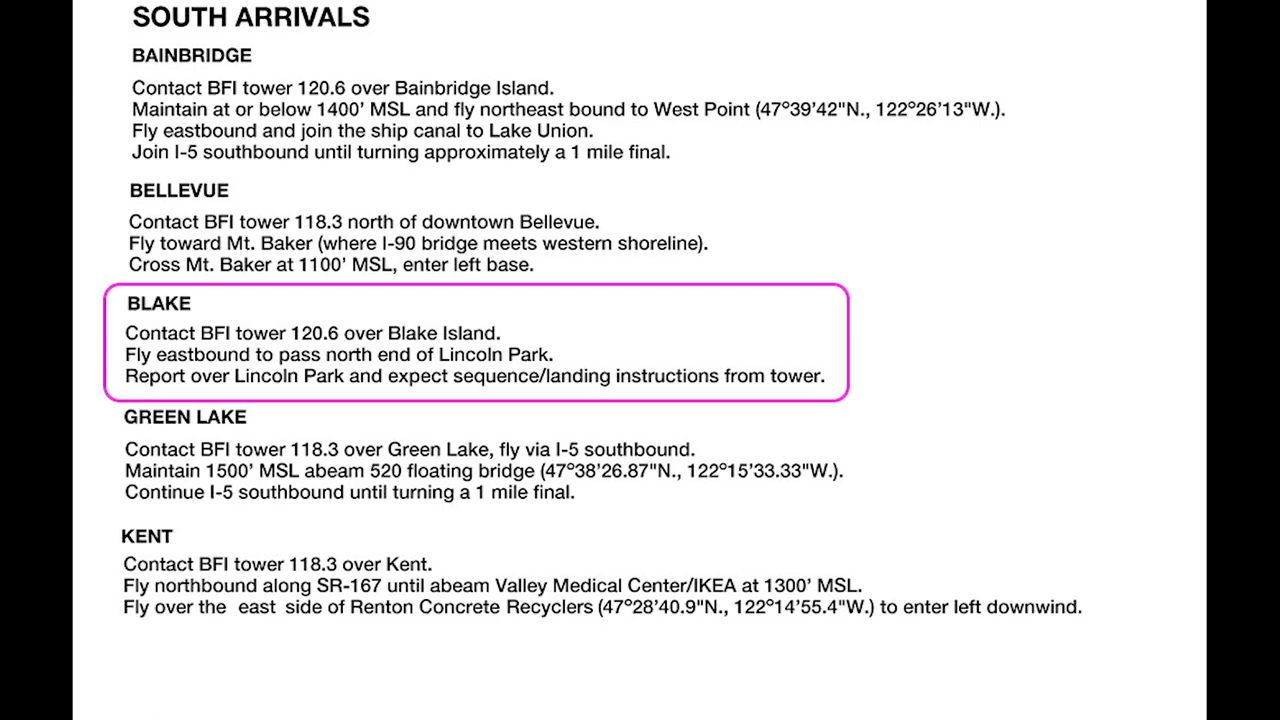 SOUTH ARRIVALS
BAINBRIDGE
Contact BFI tower 120.6 over Bainbridge Island.
Maintain at or below 1400' MSL and fly northeast bound to West Point (47°39'42"N., 122°26'13"W.).
Fly eastbound and join the ship canal to Lake Union.
Join I-5 southbound until turning approximately a 1 mile final.
BELLEVUE
Contact BFI tower 118.3 north of downtown Bellevue.
Fly toward Mt. Baker (where I-90 bridge meets western shoreline).
Cross Mt. Baker at 1100' MSL, enter left base.
BLAKE
Contact BFI tower 120.6 over Blake Island.
Fly eastbound to pass north end of Lincoln Park.
Report over Lincoln Park and expect sequence/landing instructions from tower.
GREEN LAKE
Contact BFI tower 118.3 over Green Lake, fly via I-5 southbound.
Maintain 1500' MSL abeam 520 floating bridge (47°38'26.87"N., 122°15'33.33"W.).
Continue I-5 southbound until turning a 1 mile final.
KENT
Contact BFI tower 118.3 over Kent.
Fly northbound along SR-167 until abeam Valley Medical Center/IKEA at 1300' MSL.
Fly over the east side of Renton Concrete Recyclers (47°28'40.9"N., 122°14'55.4"W.) to enter left downwind.